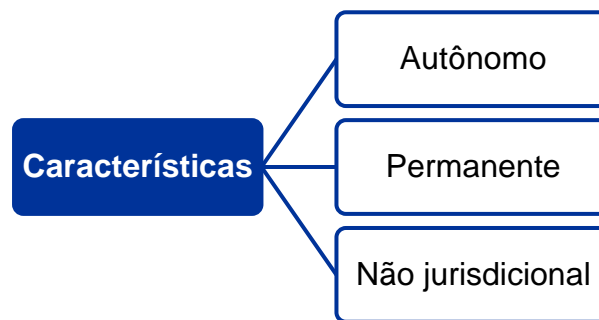 Autônomo
Características
Permanente
Não jurisdicional